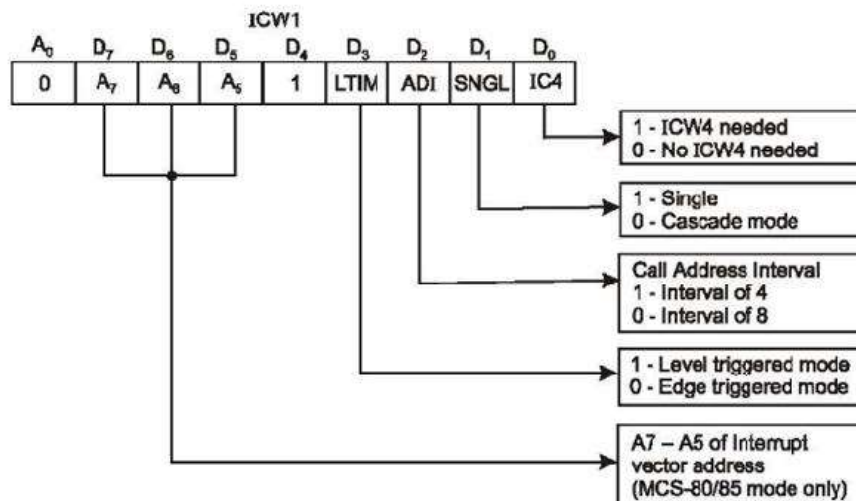 ICW1
A0 D7 D6 D5 D4 D3 D2 D1 D0
0 A7 A6 A5 1 LTIM ADI SNGL IC4
1 - ICW4 needed
0 - No ICW4 needed
1 - Single
0 - Cascade mode
Call Address Interval
1 - Interval of 4
0 - Interval of 8
1 - Level triggered mode
0 - Edge triggered mode
A7 – A5 of Interrupt
vector address
(MCS-80/85 mode only)